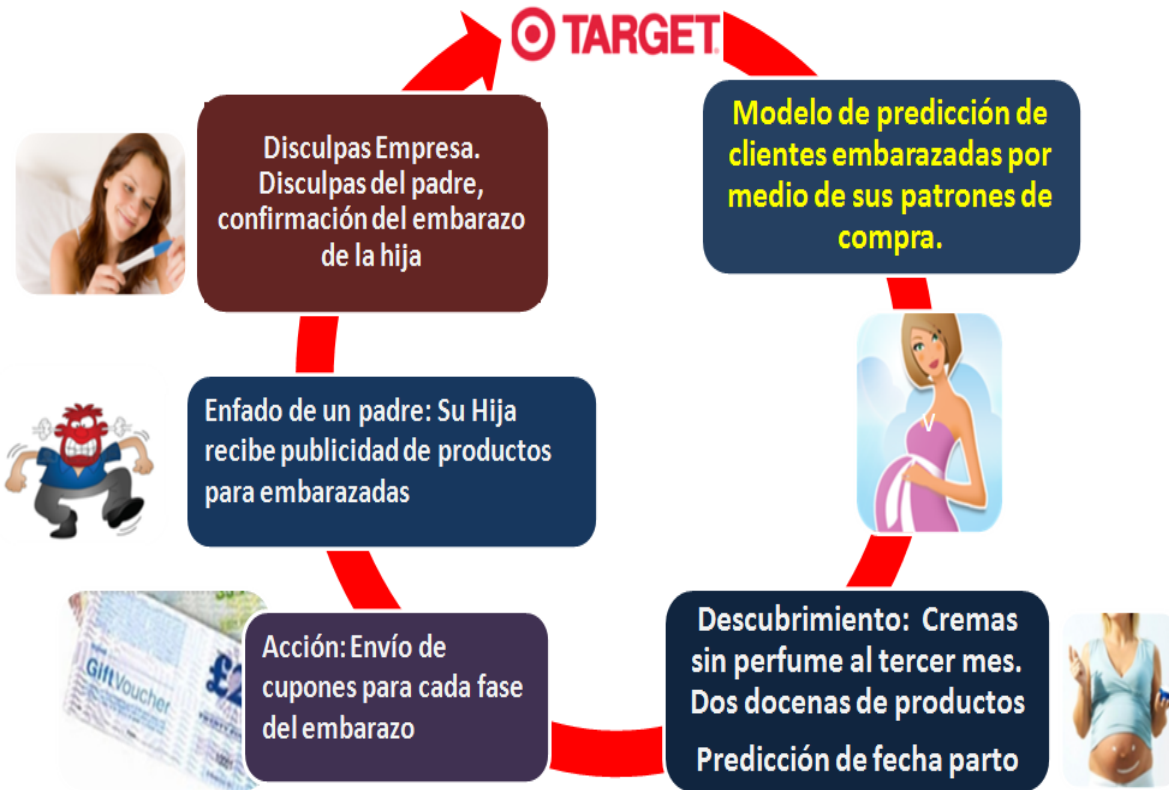 TARGET
Modelo de predicción de
clientes embarazadas por
medio de sus patrones de
compra.
Descubrimiento: Cremas
sin perfume al tercer mes.
Dos docenas de productos
Predicción de fecha parto
Acción: Envío de
cupones para cada fase
del embarazo
Gift Voucher
Enfado de un padre: Su Hija
recibe publicidad de productos
para embarazadas
Disculpas Empresa.
Disculpas del padre,
confirmación del embarazo
de la hija